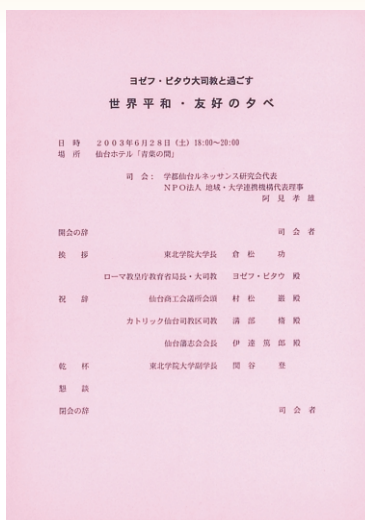 ヨゼフ・ピタウ大司教と過ごす
世界平和・友好の夕べ
日 時 2003年6月28日(土)18:00~20:00
場 所 仙台ホテル「青葉の間」
司 会: 学都仙台ルネッサンス研究会代表
NPO法人 地域・大学連携機構代表理事
阿 見 孝 雄
開会の辞 司 会 者
挨 拶 東北学院大学長 倉 松 功
ローマ教皇庁教育省局長・大司教 ヨゼフ・ピタウ 殿
祝 辞 仙台商工会議所会頭 村 松 巖 殿
カトリック仙台司教区司教 溝 部 脩 殿
仙台藩志会会長 伊 達 篤 郎 殿
乾 杯 東北学院大学副学長 関 谷 登
懇 談
閉会の辞 司 会 者